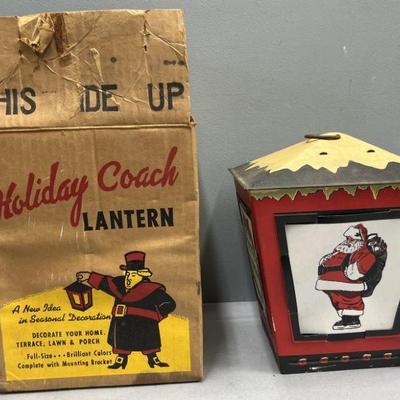 HIS IDE UP
Holiday Coach
LANTERN
A New Idea
in Seasonal Decoration
DECORATE YOUR HOME,
TERRACE, LAWN & PORCH
Full-Size • • • Brilliant Colors
Complete with Mounting Bracket